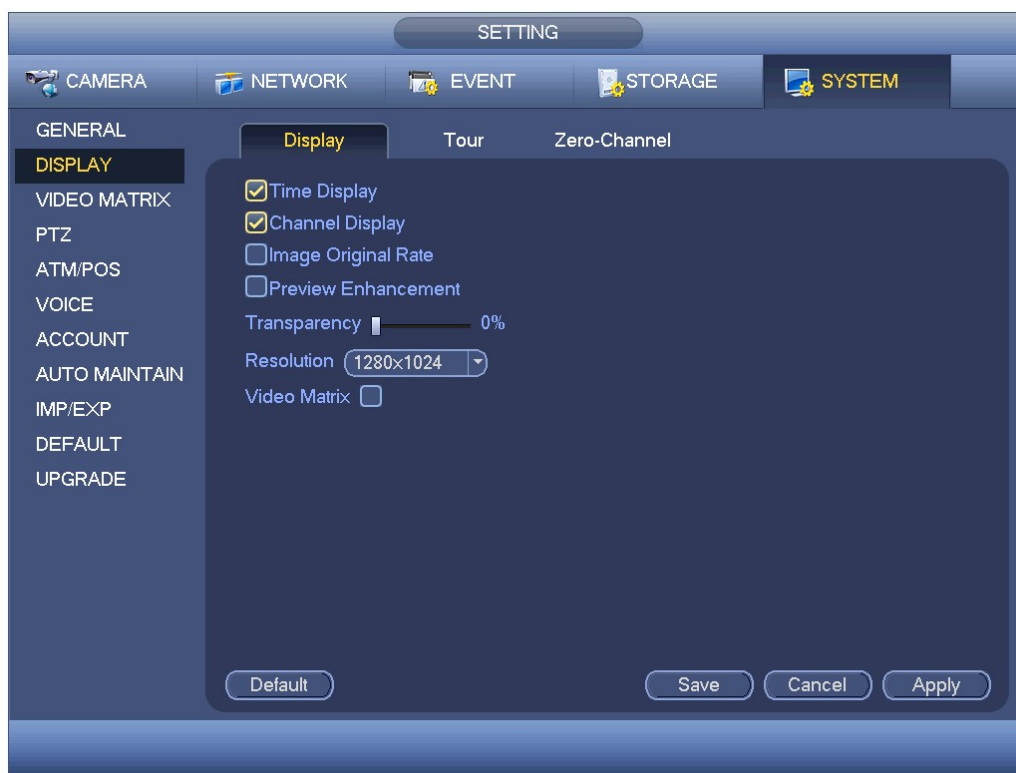 SETTING
CAMERA NETWORK EVENT STORAGE SYSTEM
GENERAL
DISPLAY
VIDEO MATRIX
PTZ
ATM/POS
VOICE
ACCOUNT
AUTO MAINTAIN
IMP/EXP
DEFAULT
UPGRADE
Display Tour Zero-Channel
Time Display
Channel Display
Image Original Rate
Preview Enhancement
Transparency 0%
Resolution 1280×1024
Video Matrix
Default Save Cancel Apply